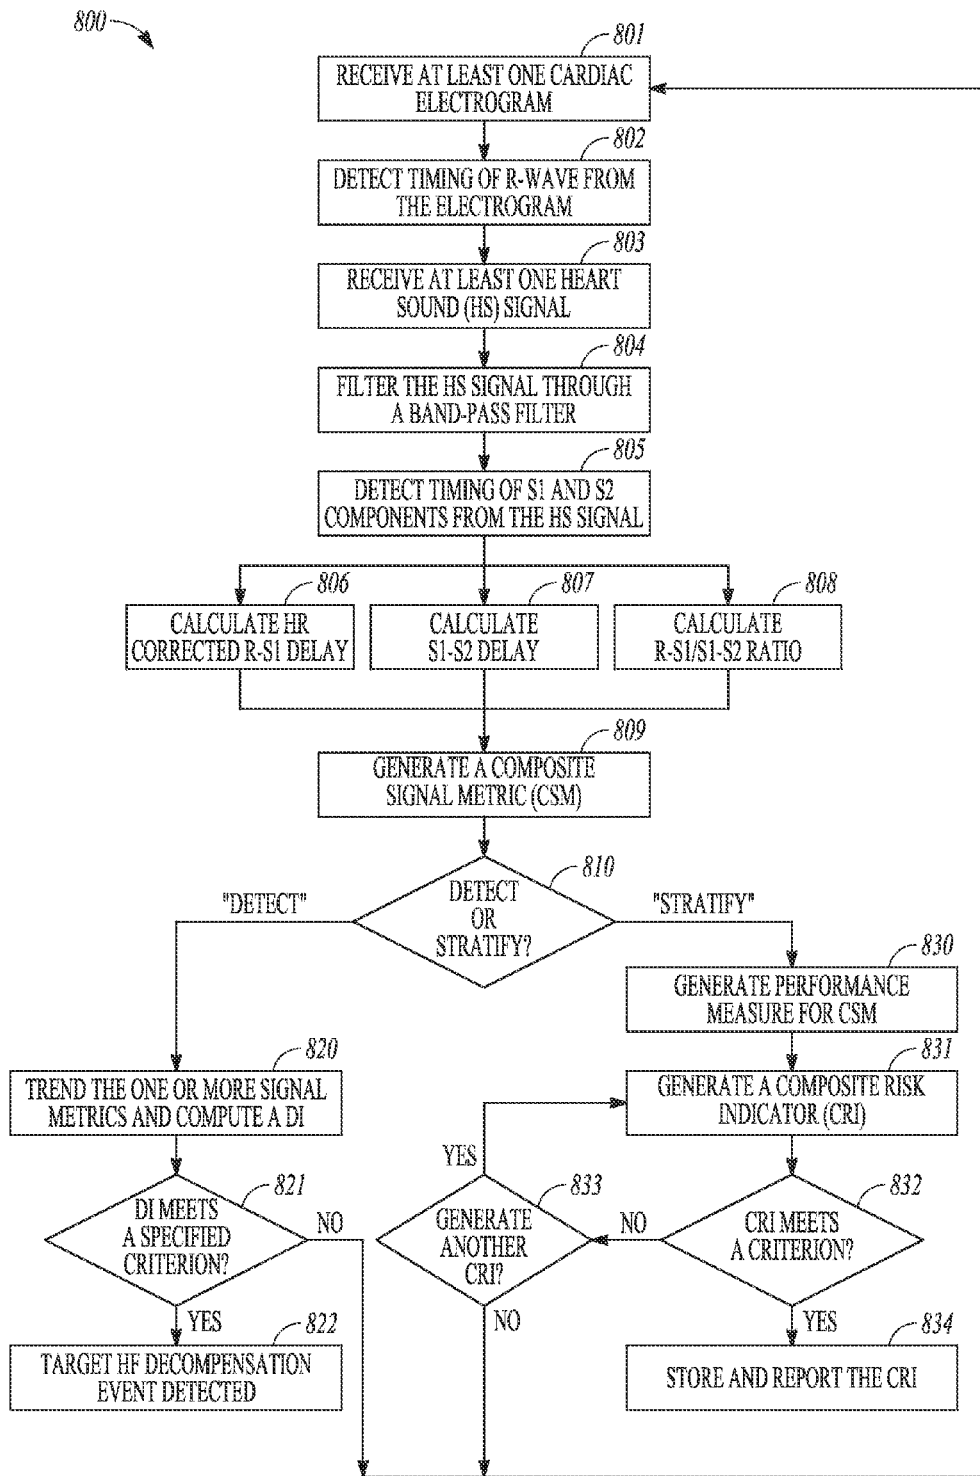 800
801
RECEIVE AT LEAST ONE CARDIAC
ELECTROGRAM
802
DETECT TIMING OF R-WAVE FROM
THE ELECTROGRAM
803
RECEIVE AT LEAST ONE HEART
SOUND (HS) SIGNAL
804
FILTER THE HS SIGNAL THROUGH
A BAND-PASS FILTER
805
DETECT TIMING OF S1 AND S2
COMPONENTS FROM THE HS SIGNAL
806
CALCULATE HR
CORRECTED R-S1 DELAY
807
CALCULATE
S1-S2 DELAY
808
CALCULATE
R-S1/S1-S2 RATIO
809
GENERATE A COMPOSITE
SIGNAL METRIC (CSM)
810
DETECT
OR
STRATIFY?
"DETECT"
"STRATIFY"
830
GENERATE PERFORMANCE
MEASURE FOR CSM
820
TREND THE ONE OR MORE SIGNAL
METRICS AND COMPUTE A DI
831
GENERATE A COMPOSITE RISK
INDICATOR (CRI)
821
DI MEETS
A SPECIFIED
CRITERION?
NO
YES
YES
833
GENERATE
ANOTHER
CRI?
NO
NO
832
CRI MEETS
A CRITERION?
YES
822
TARGET HF DECOMPENSATION
EVENT DETECTED
834
STORE AND REPORT THE CRI